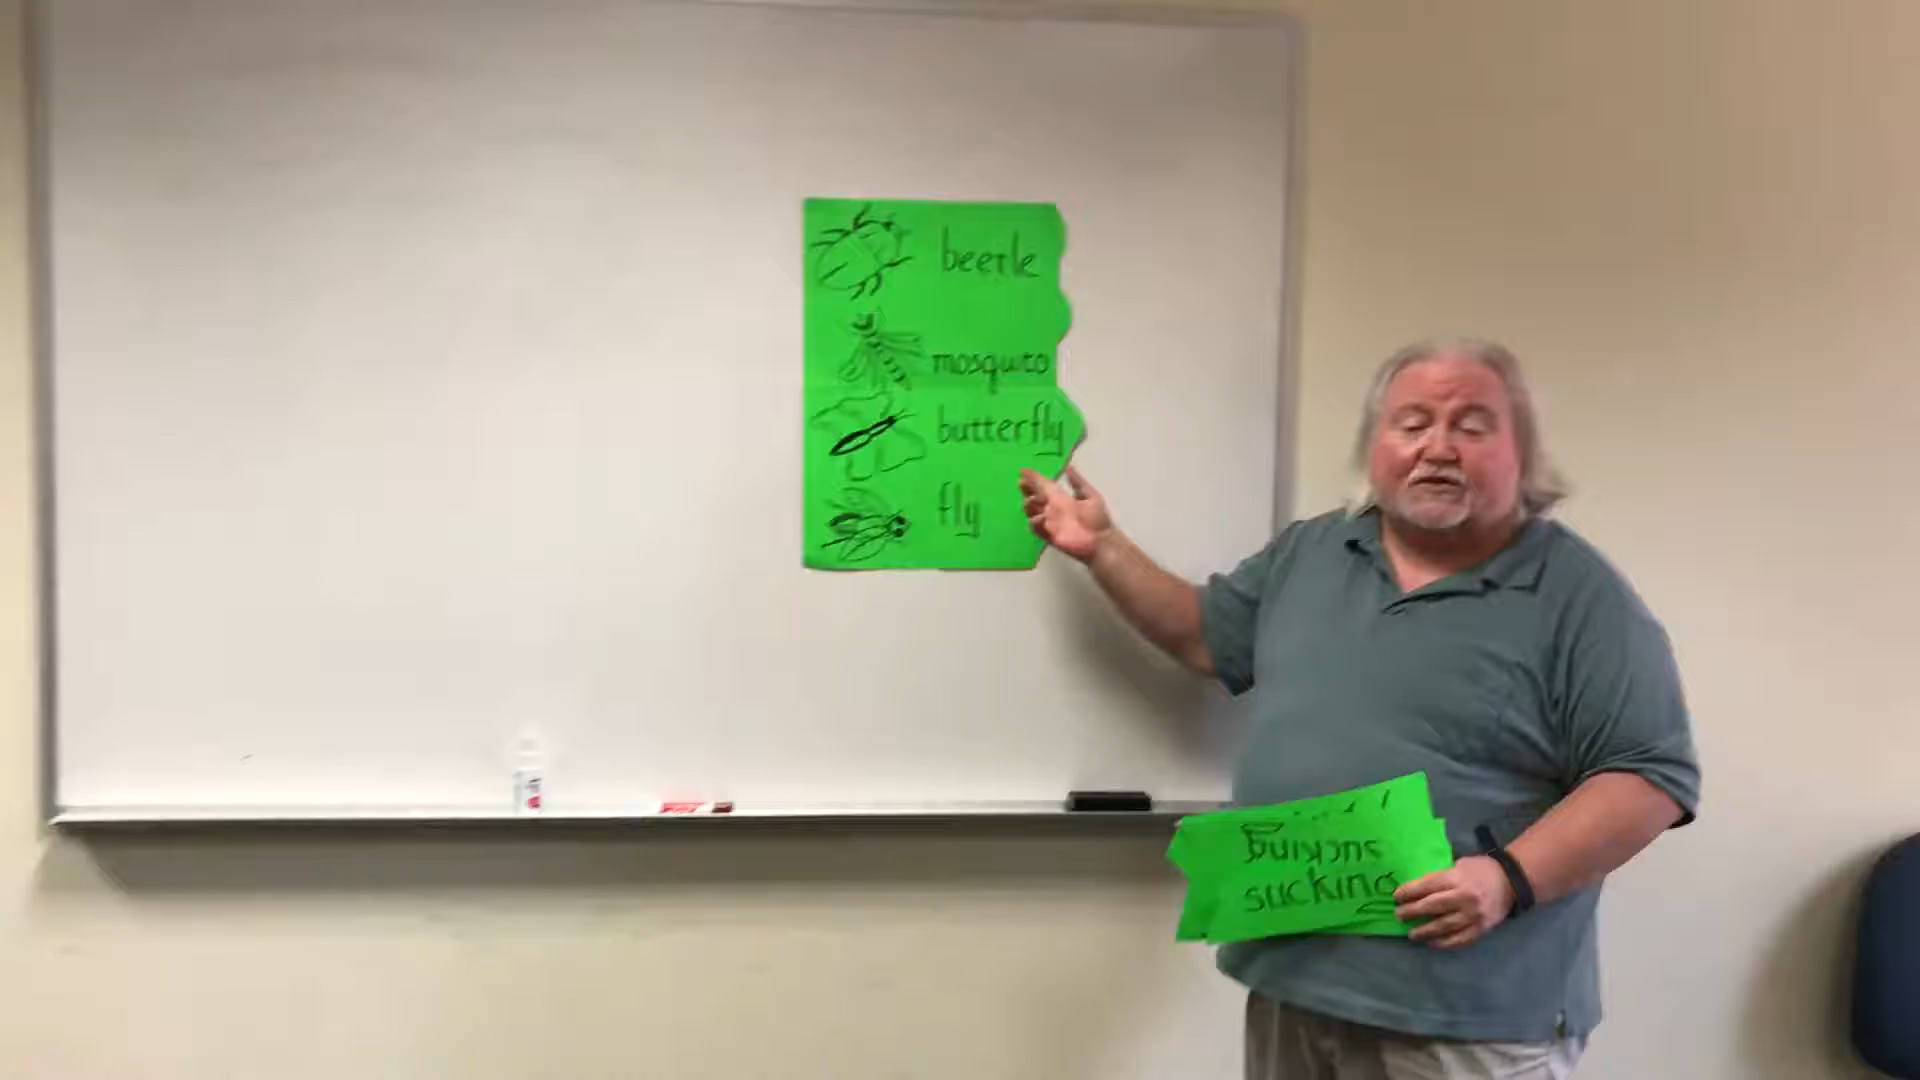 beetle
mosquito
butterfly
fly
sucking
sucking